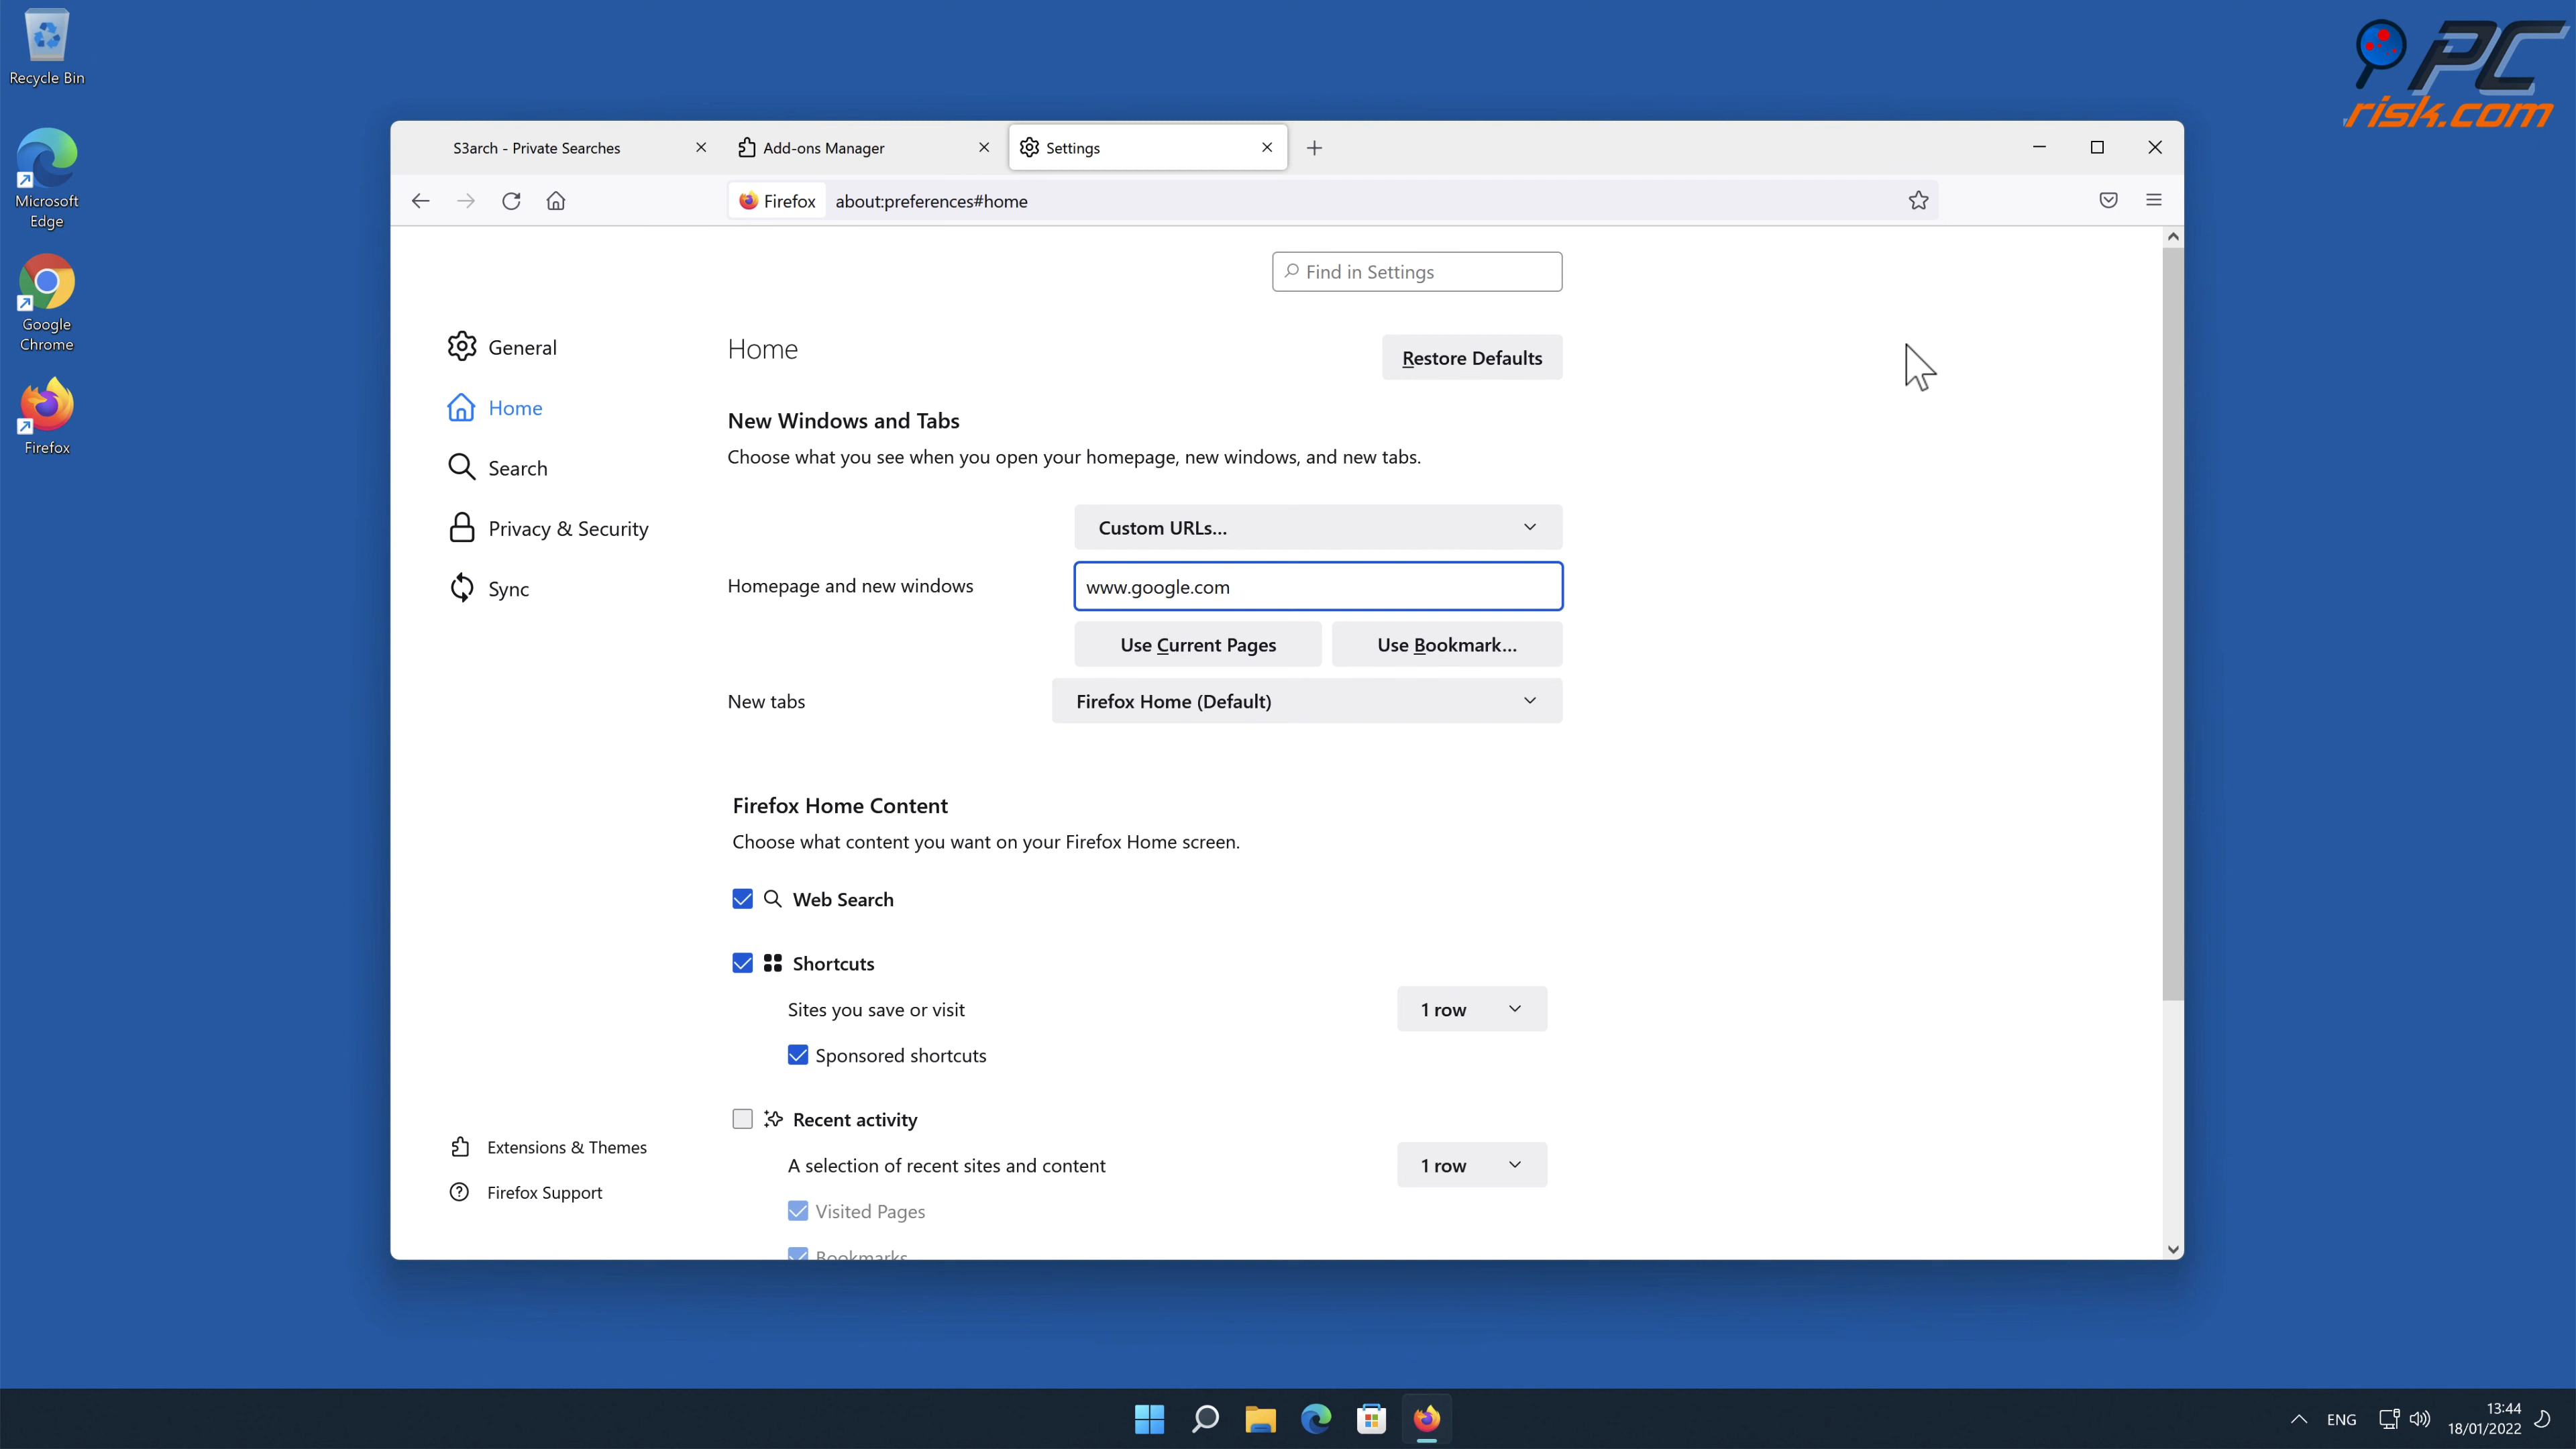 Recycle Bin
Microsoft
Edge
Google
Chrome
Firefox
PC
risk.com
S3arch - Private Searches
Add-ons Manager
Settings
Firefox
about:preferences#home
Find in Settings
General
Home
Search
Privacy & Security
Sync
Extensions & Themes
Firefox Support
Home
Restore Defaults
New Windows and Tabs
Choose what you see when you open your homepage, new windows, and new tabs.
Custom URLs...
Homepage and new windows
www.google.com
Use Current Pages
Use Bookmark...
New tabs
Firefox Home (Default)
Firefox Home Content
Choose what content you want on your Firefox Home screen.
Web Search
Shortcuts
Sites you save or visit
1 row
Sponsored shortcuts
Recent activity
A selection of recent sites and content
1 row
Visited Pages
Bookmarks
ENG
13:44
18/01/2022